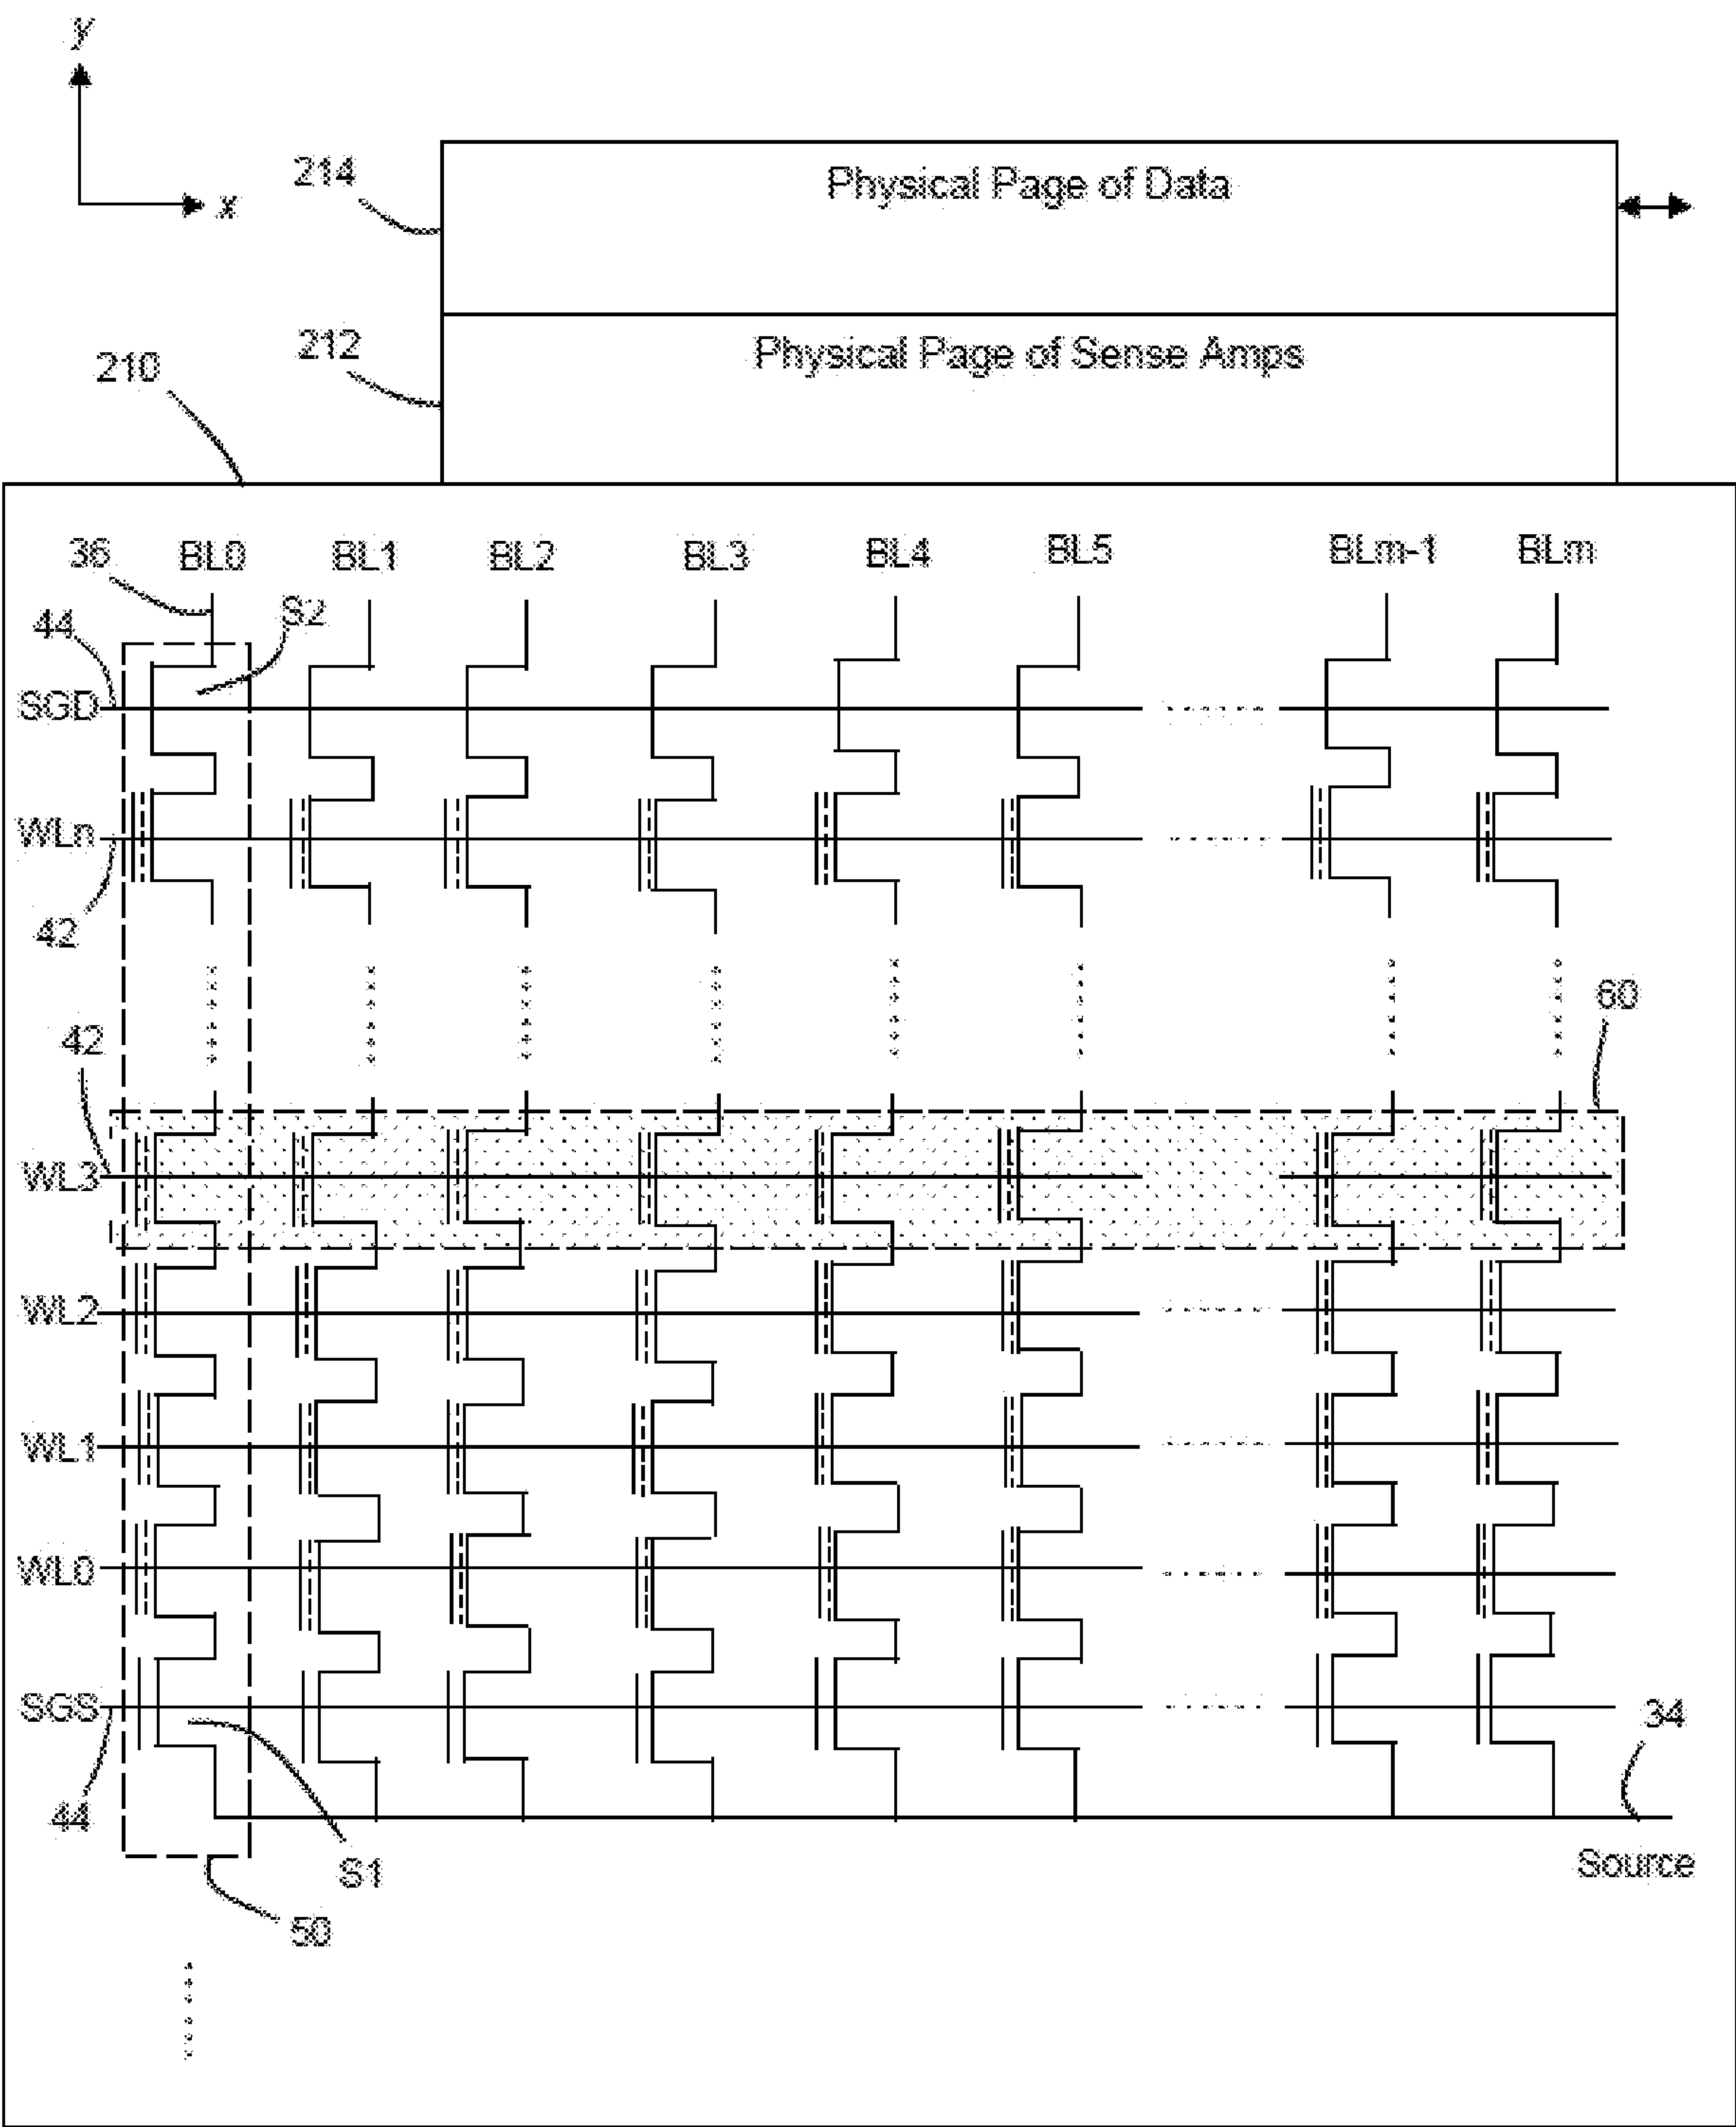 y
x
214
Physical Page of Data
212
Physical Page of Sense Amps
210
36
BL0
BL1
BL2
BL3
BL4
BL5
BLm-1
BLm
44
S2
SGD
WLn
42
60
42
WL3
WL2
WL1
WL0
SGS
34
44
S1
Source
50